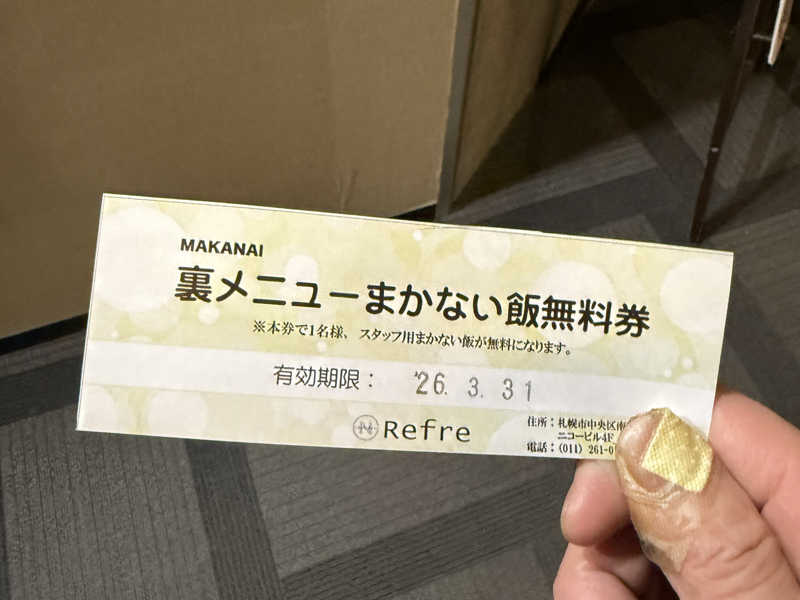 MAKANAI
裏メニューまかない飯無料券
※本券で1名様、スタッフ用まかない飯が無料になります。
有効期限： '26. 3. 31
Refre
住所：札幌市中央区南
ニコービル4F
電話：(011) 261-0